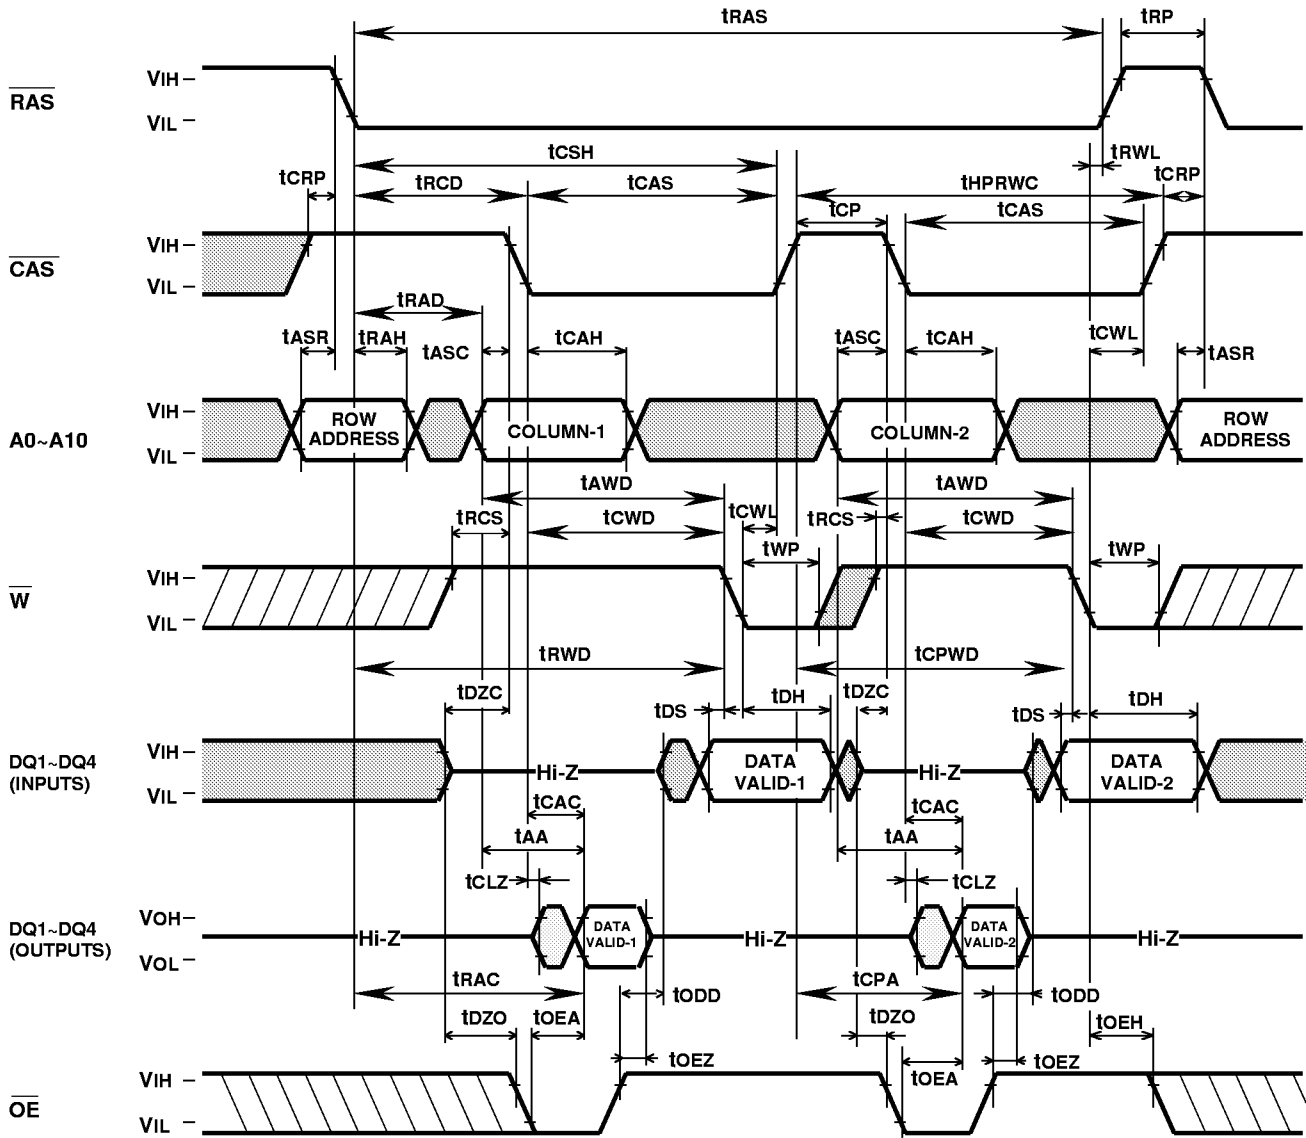 tRAS tRP
RAS VIH
VIL
tCSH tRWL
tCRP tRCD tCAS tHPRWC tCRP
tCP tCAS
CAS VIH
VIL
tRAD
tASR tRAH tASC tCAH tASC tCAH tCWL tASR
A0~A10 VIH
VIL
ROW ADDRESS COLUMN-1 COLUMN-2 ROW ADDRESS
tAWD tAWD
tRCS tCWD tCWL tRCS tCWD
tWP tWP
W VIH
VIL
tRWD tCPWD
tDZC tDS tDH tDZC tDS tDH
DQ1~DQ4 (INPUTS) VIH
VIL
Hi-Z DATA VALID-1 Hi-Z DATA VALID-2
tCAC tCAC
tAA tAA
tCLZ tCLZ
DQ1~DQ4 (OUTPUTS) VOH
VOL
Hi-Z DATA VALID-1 Hi-Z DATA VALID-2 Hi-Z
tRAC tODD tCPA tODD
tDZO tOEA tDZO tOEH
tOEZ tOEA tOEZ
OE VIH
VIL